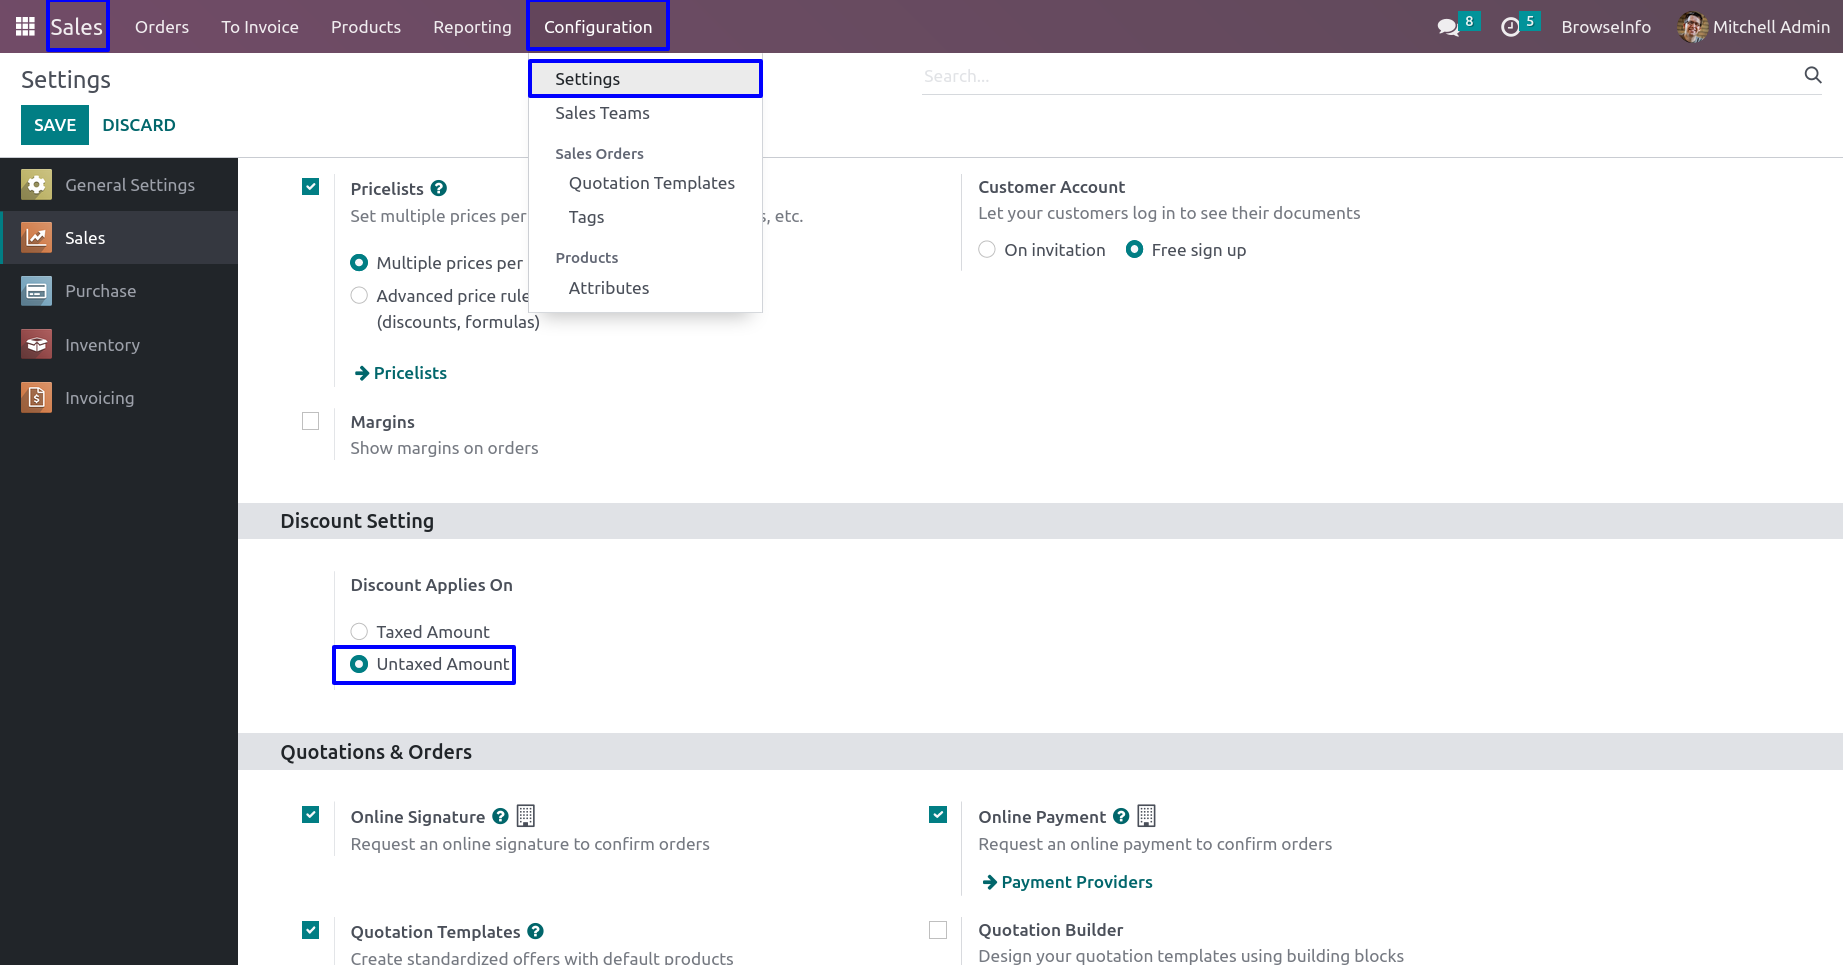 Sales Orders To Invoice Products Reporting Configuration 8 5 BrowseInfo Mitchell Admin
Settings
Search...
SAVE DISCARD
Settings
Sales Teams
Sales Orders
Quotation Templates
Tags
Products
Attributes
General Settings
Sales
Purchase
Inventory
Invoicing
Pricelists ?
Set multiple prices per s, etc.
Multiple prices per
Advanced price rule
(discounts, formulas)
Pricelists
Customer Account
Let your customers log in to see their documents
On invitation Free sign up
Margins
Show margins on orders
Discount Setting
Discount Applies On
Taxed Amount
Untaxed Amount
Quotations & Orders
Online Signature ?
Request an online signature to confirm orders
Online Payment ?
Request an online payment to confirm orders
Payment Providers
Quotation Templates ?
Create standardized offers with default products
Quotation Builder
Design your quotation templates using building blocks